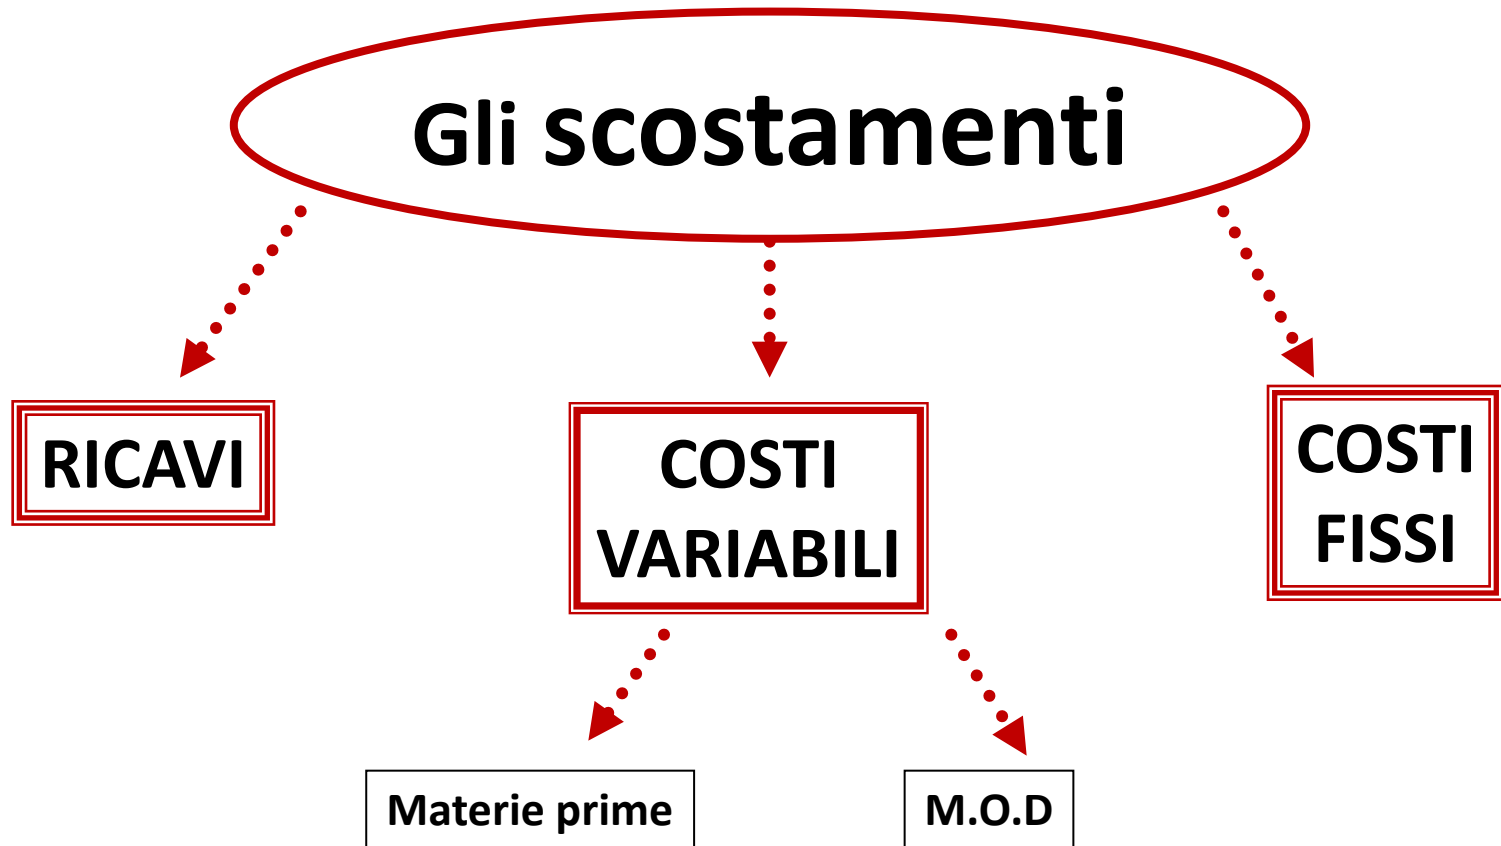 Gli scostamenti
RICAVI
COSTI
VARIABILI
COSTI
FISSI
Materie prime
M.O.D